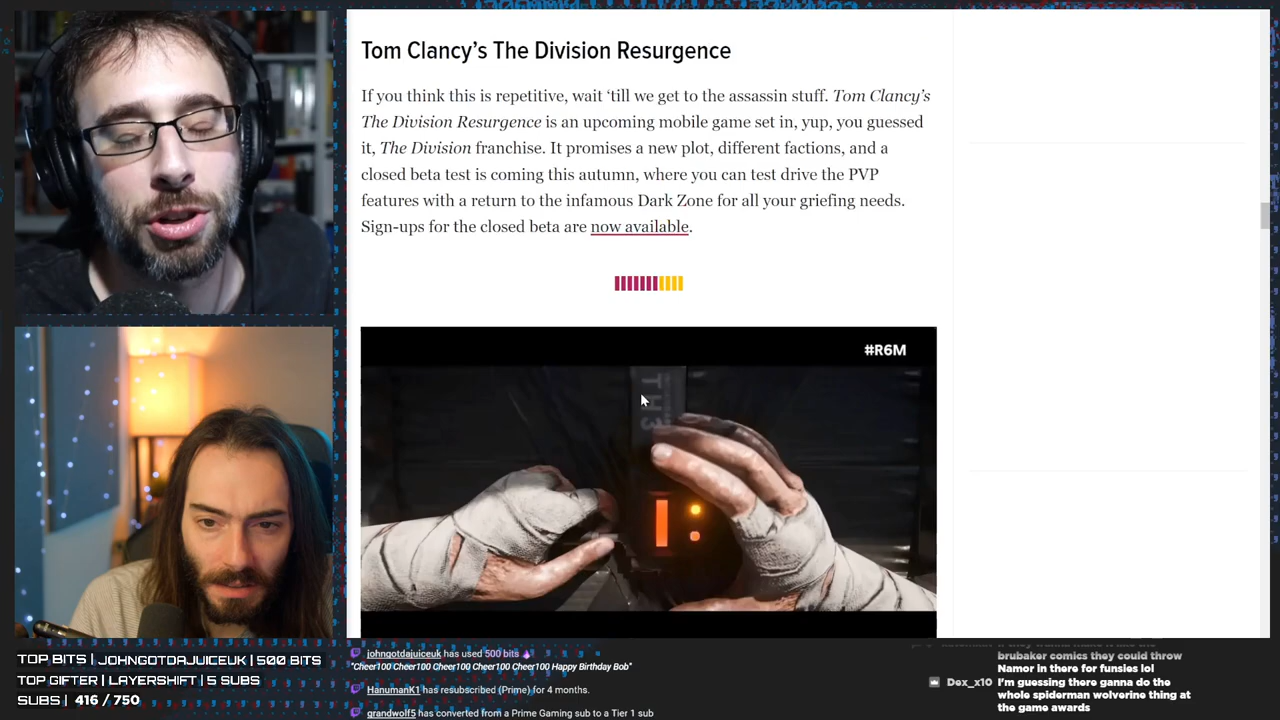 Tom Clancy’s The Division Resurgence
If you think this is repetitive, wait ‘till we get to the assassin stuff. Tom Clancy’s
The Division Resurgence is an upcoming mobile game set in, yup, you guessed
it, The Division franchise. It promises a new plot, different factions, and a
closed beta test is coming this autumn, where you can test drive the PVP
features with a return to the infamous Dark Zone for all your griefing needs.
Sign-ups for the closed beta are now available.
#R6M
TOP BITS | JOHNGOTDAJUICEUK | 500 BITS
TOP GIFTER | LAYERSHIFT | 5 SUBS
SUBS | 416 / 750
johngotdajuiceuk has used 500 bits
"Cheer100 Cheer100 Cheer100 Cheer100 Cheer100 Happy Birthday Bob"
HanumanK1 has resubscribed (Prime) for 4 months.
grandwolf5 has converted from a Prime Gaming sub to a Tier 1 sub
brubaker comics they could throw
Namor in there for funsies lol
Dex_x10 I'm guessing there ganna do the
whole spiderman wolverine thing at
the game awards